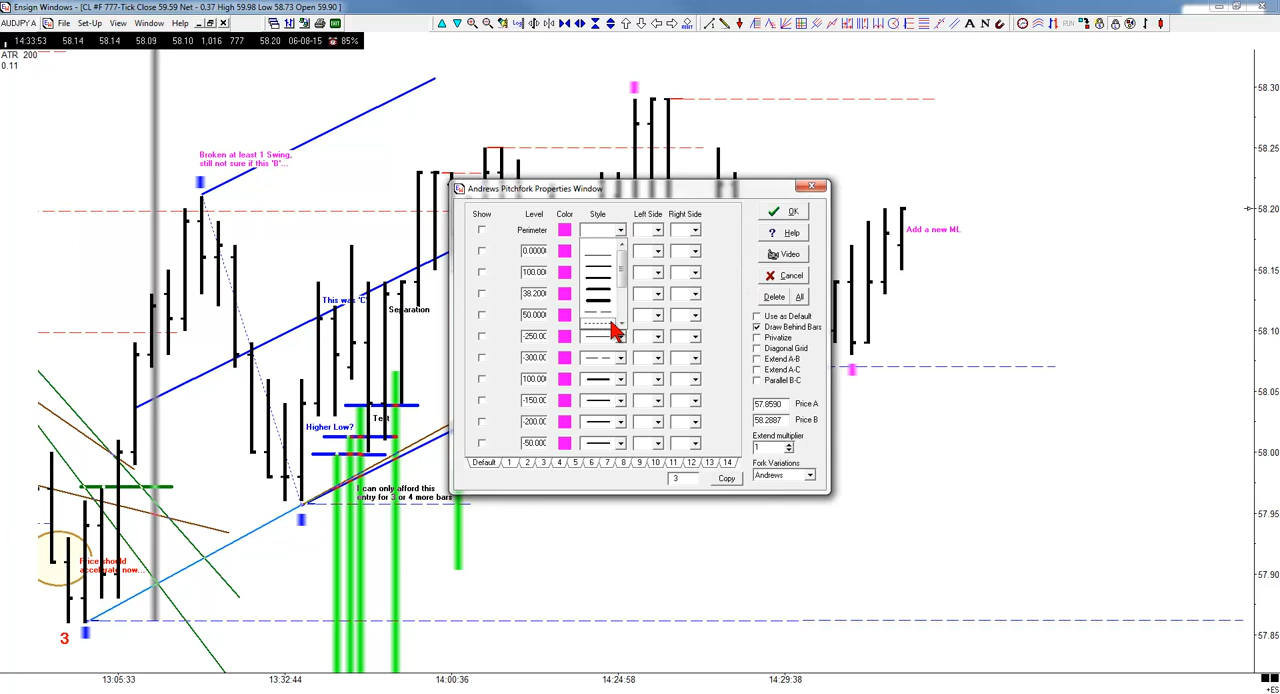 Ensign Windows - [CL #F 777-Tick Close 59.59 Net - 0.37 High 59.98 Low 58.73 Open 59.90 ]
AUDJPY A File Set-Up View Window Help
14:33:53 58.14 58.14 58.09 58.10 1,016 777 58.20 06-08-15 85%
ATR 200
0.11
Broken at least 1 Swing,
still not sure if this 'B'...
This was 'C'
Separation
Higher Low?
Test
I can only afford this
entry for 3 or 4 more bars
Price should
accelerate now...
3
Add a new ML
Andrews Pitchfork Properties Window
Show Level Color Style Left Side Right Side
Perimeter
0.0000
100.00
38.200
50.000
-250.00
-300.00
100.00
-150.00
-200.00
-50.000
Default 1 2 3 4 5 6 7 8 9 10 11 12 13 14
3 Copy
OK
Help
Video
Cancel
Delete All
Use as Default
Draw Behind Bars
Privatize
Diagonal Grid
Extend A-B
Extend A-C
Parallel B-C
57.8590 Price A
58.2887 Price B
Extend multiplier
1
Fork Variations
Andrews
58.30
58.25
58.20
58.15
58.10
58.05
58.00
57.95
57.90
57.85
13:05:33 13:32:44 14:00:36 14:24:58 14:29:38
+ES